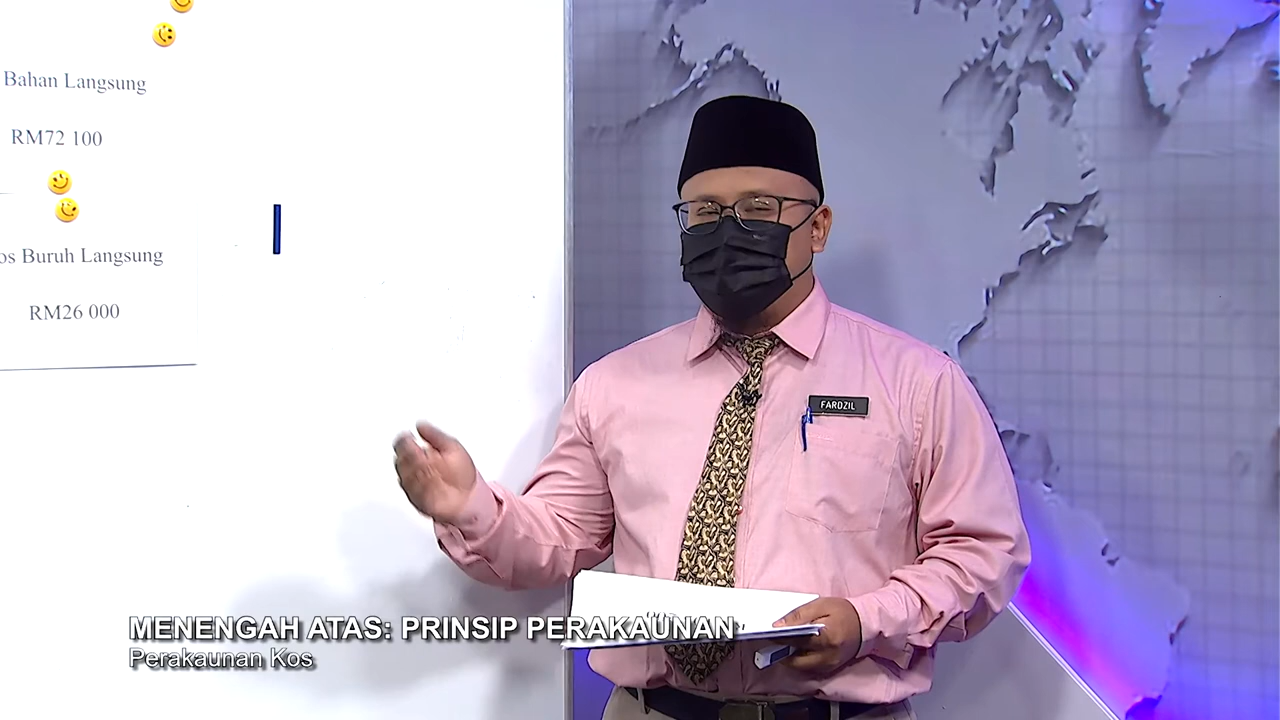 Bahan Langsung
RM72 100
os Buruh Langsung
RM26 000
FARDZIL
MENENGAH ATAS: PRINSIP PERAKAUNAN
Perakaunan Kos